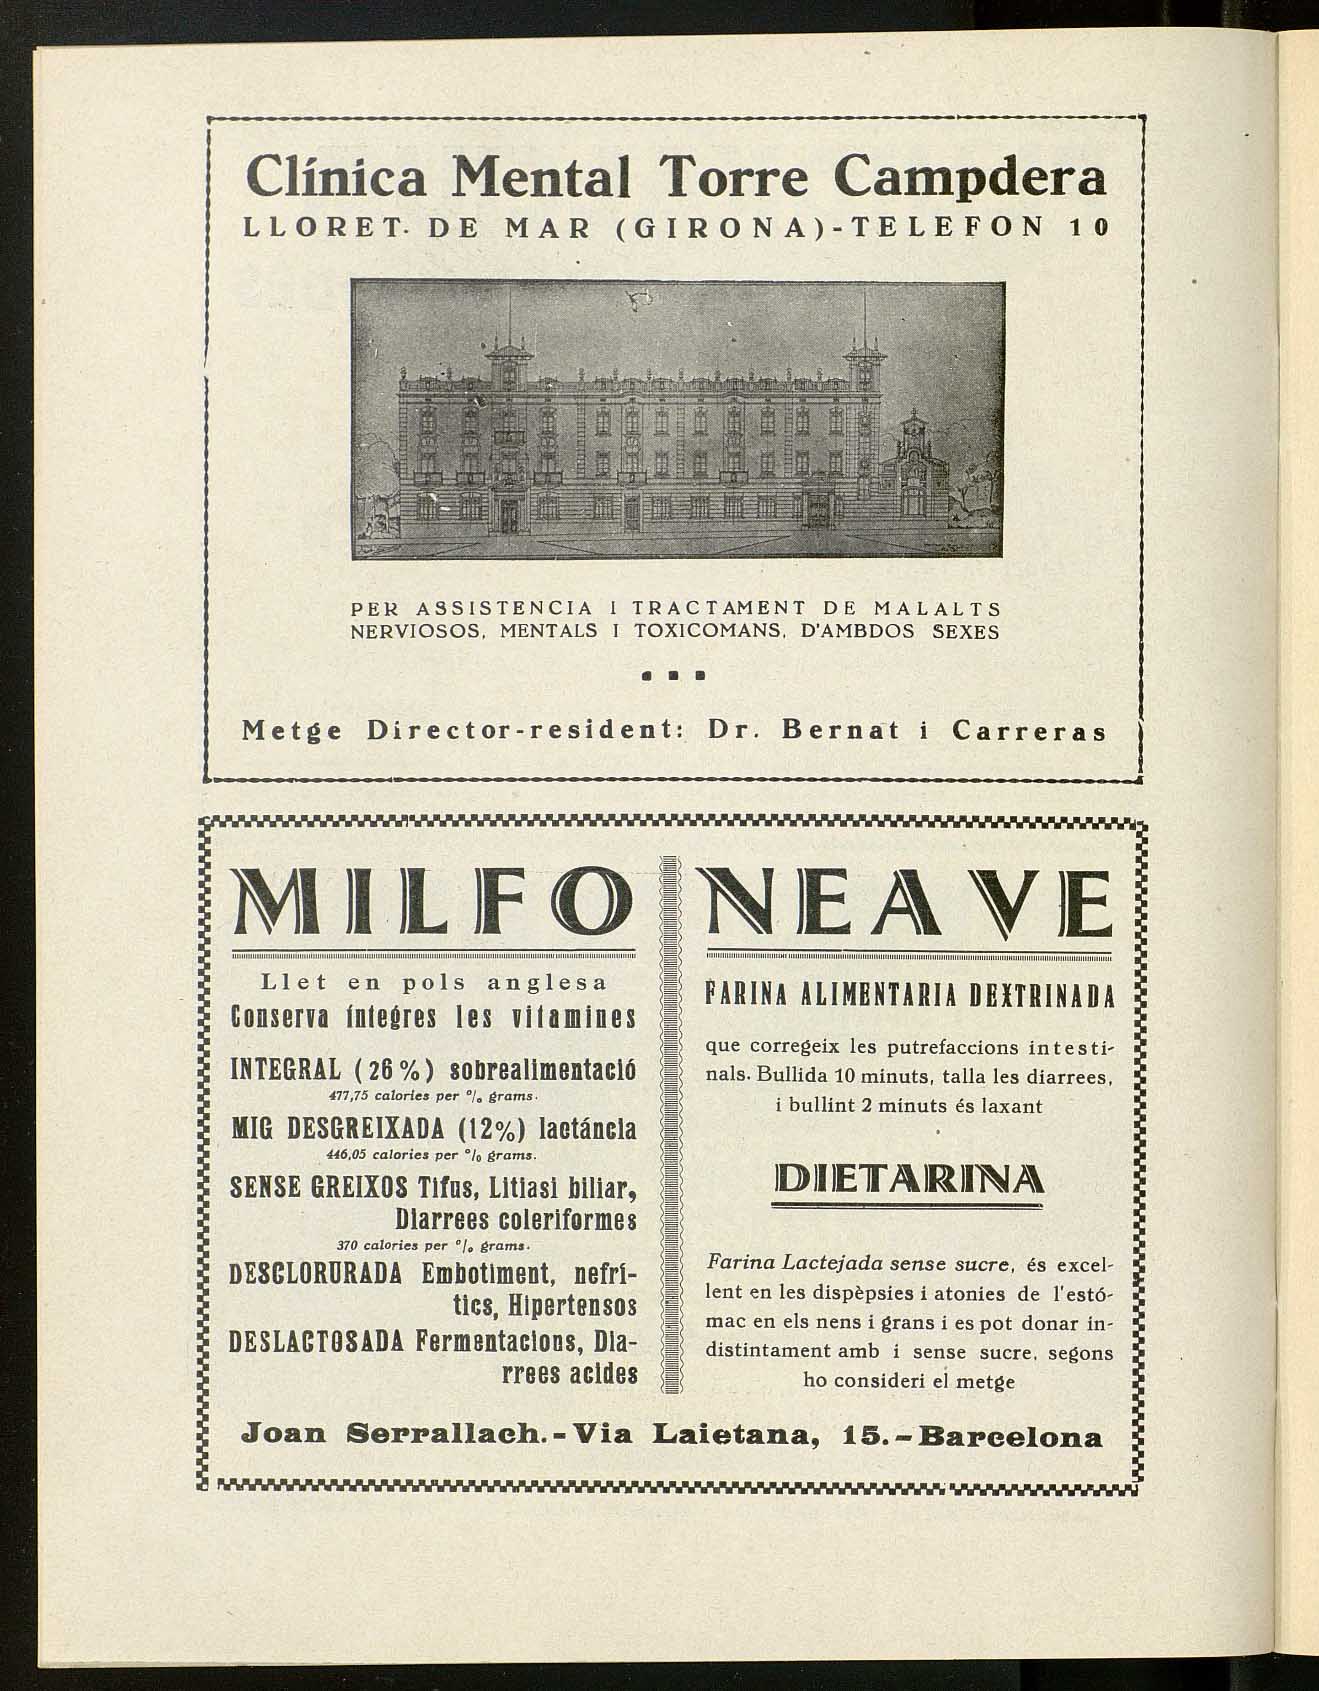 Clínica Mental Torre Campdera
LLORET DE MAR (GIRONA)-TELEFON 10
PER ASSISTENCIA I TRACTAMENT DE MALALTS
NERVIOSOS, MENTALS I TOXICOMANS, D'AMBDOS SEXES
Metge Director-resident: Dr. Bernat i Carreras
MILFO
Llet en pols anglesa
Conserva íntegres les vitamines
INTEGRAL (26%) sobrealimentació
477,75 calories per % grams.
MIG DESGREIXADA (12%) lactáncia
446,05 calories per % grams.
SENSE GREIXOS Tifus, Litiasi biliar,
Diarrees coleriformes
370 calories per % grams.
DESCLORURADA Embotiment, nefrí-
tics, Hipertensos
DESLACTOSADA Fermentacions, Dia-
rrees acides
NEAVE
FARINA ALIMENTARIA DEXTRINADA
que corregeix les putrefaccions intesti-
nals. Bullida 10 minuts, talla les diarrees,
i bullint 2 minuts és laxant
DIETARINA
Farina Lactejada sense sucre, és excel-
lent en les dispèpsies i atonies de l'estó-
mac en els nens i grans i es pot donar in-
distintament amb i sense sucre, segons
ho consideri el metge
Joan Serrallach.-Via Laietana, 15.-Barcelona